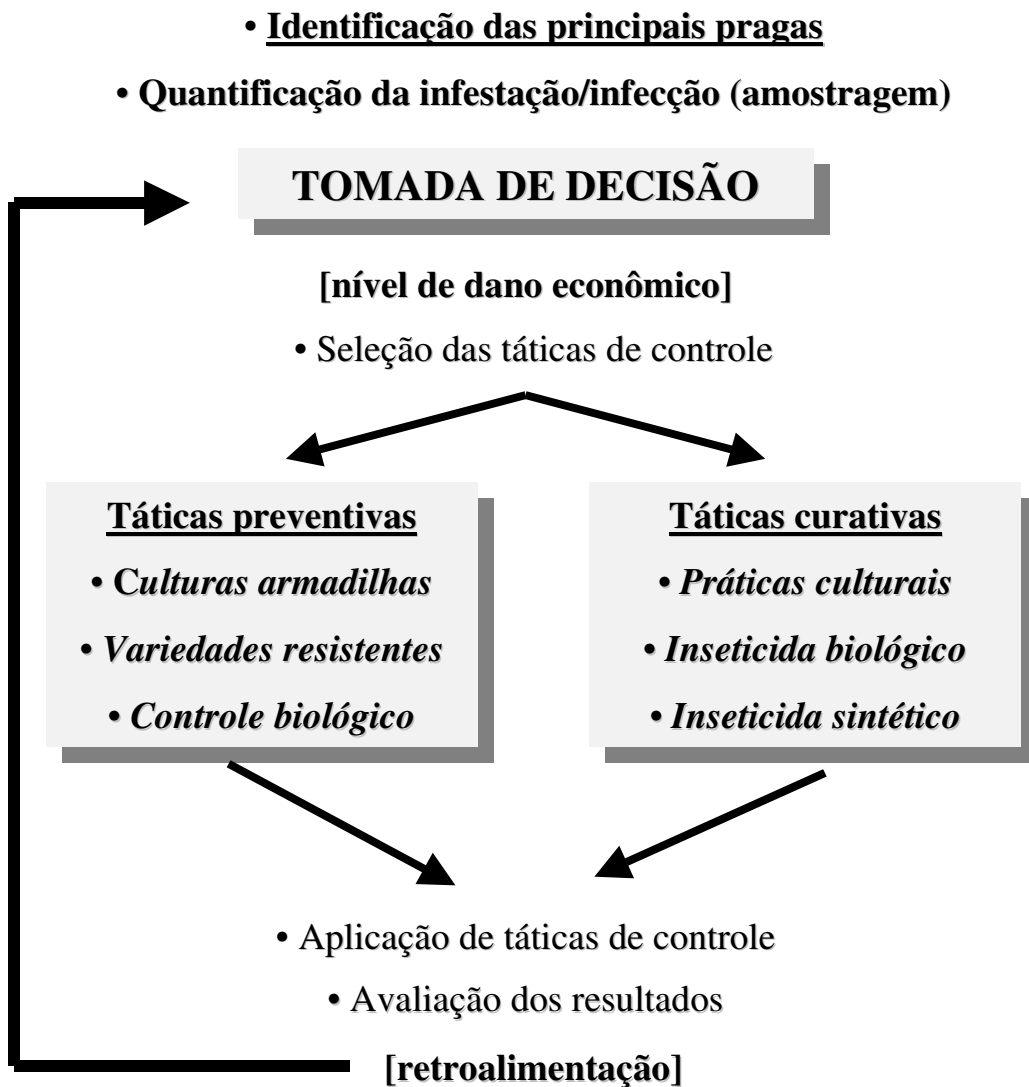 • Identificação das principais pragas
• Quantificação da infestação/infecção (amostragem)
TOMADA DE DECISÃO
[nível de dano econômico]
• Seleção das táticas de controle
Táticas preventivas
• Culturas armadilhas
• Variedades resistentes
• Controle biológico
Táticas curativas
• Práticas culturais
• Inseticida biológico
• Inseticida sintético
• Aplicação de táticas de controle
• Avaliação dos resultados
[retroalimentação]